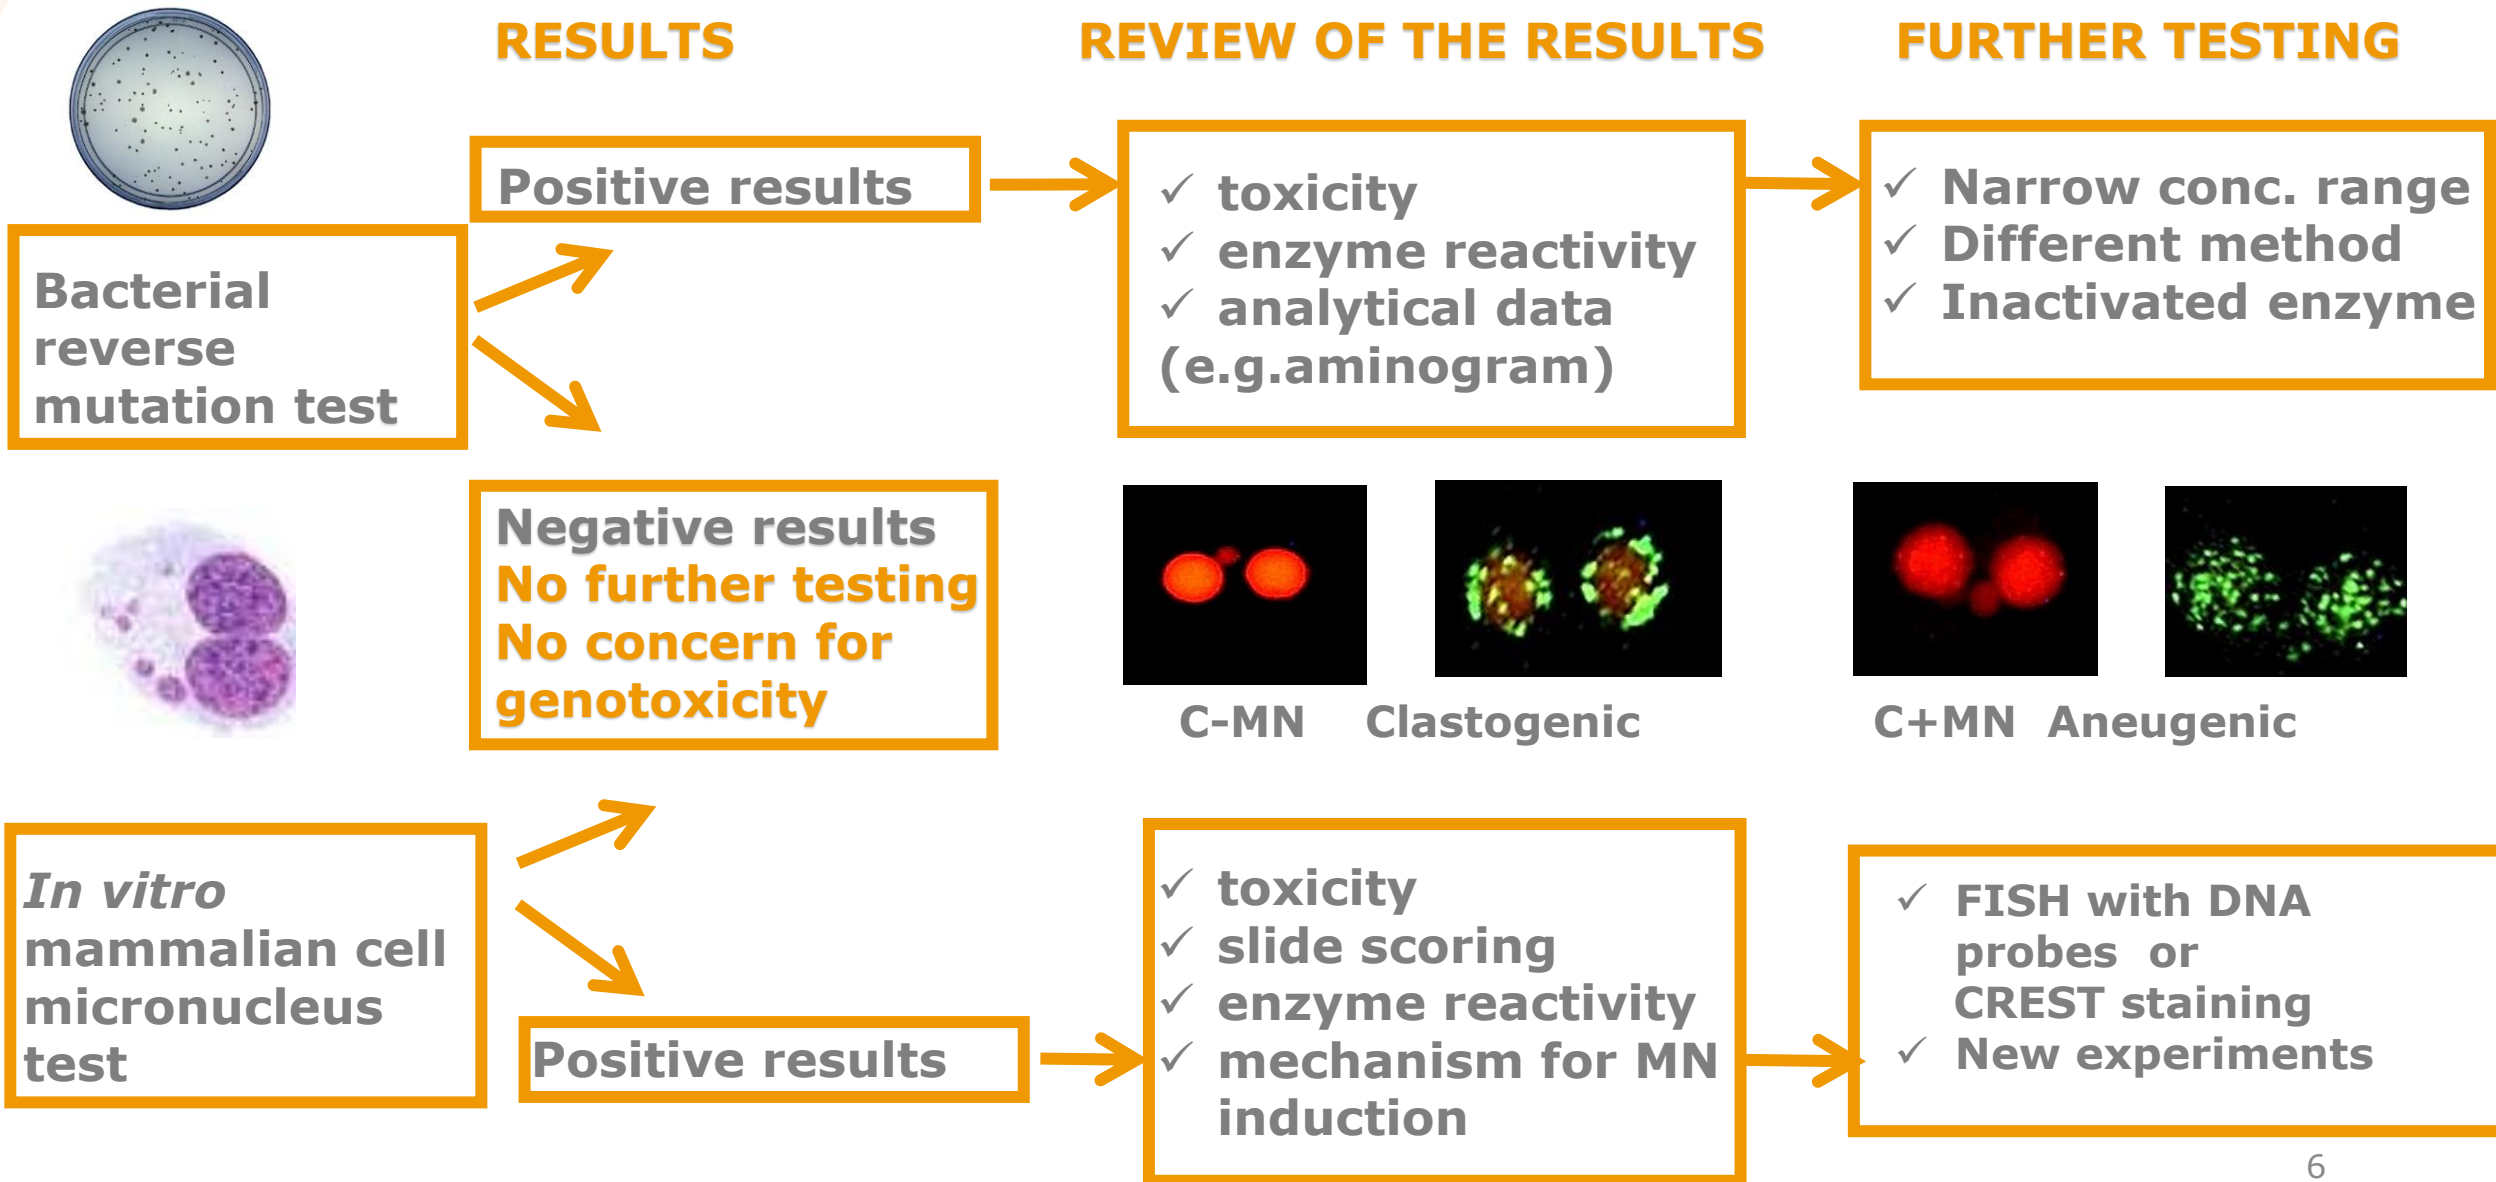 RESULTS
REVIEW OF THE RESULTS
FURTHER TESTING
Bacterial
reverse
mutation test
Positive results
✓ toxicity
✓ enzyme reactivity
✓ analytical data
(e.g.aminogram)
✓ Narrow conc. range
✓ Different method
✓ Inactivated enzyme
Negative results
No further testing
No concern for
genotoxicity
C-MN Clastogenic
C+MN Aneugenic
In vitro
mammalian cell
micronucleus
test
Positive results
✓ toxicity
✓ slide scoring
✓ enzyme reactivity
✓ mechanism for MN
induction
✓ FISH with DNA
probes or
CREST staining
✓ New experiments
6